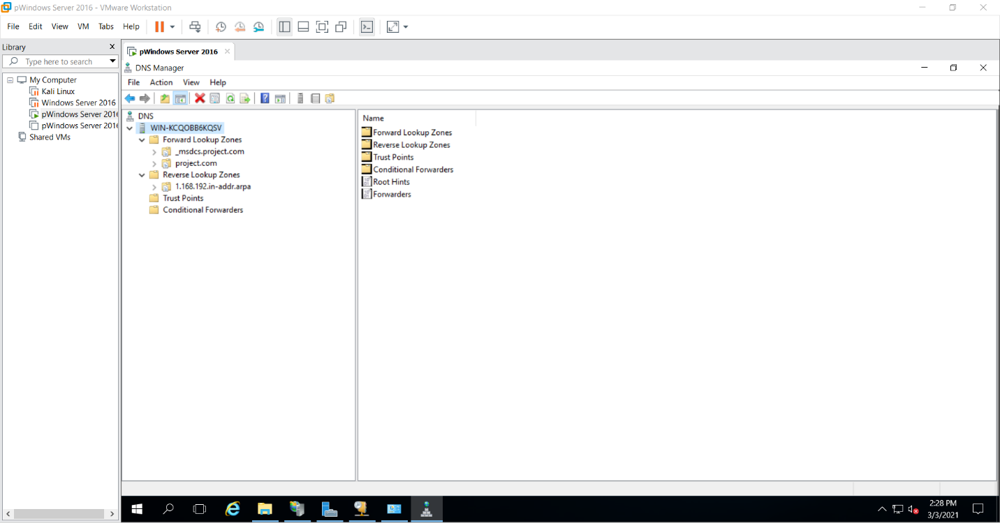 pWindows Server 2016 - VMware Workstation
File Edit View VM Tabs Help
Library
Type here to search
My Computer
Kali Linux
Windows Server 2016
pWindows Server 2016
pWindows Server 2016
Shared VMs
pWindows Server 2016
DNS Manager
File Action View Help
DNS
WIN-KCQOBB6KQSV
Forward Lookup Zones
_msdcs.project.com
project.com
Reverse Lookup Zones
1.168.192.in-addr.arpa
Trust Points
Conditional Forwarders
Name
Forward Lookup Zones
Reverse Lookup Zones
Trust Points
Conditional Forwarders
Root Hints
Forwarders
2:28 PM
3/3/2021